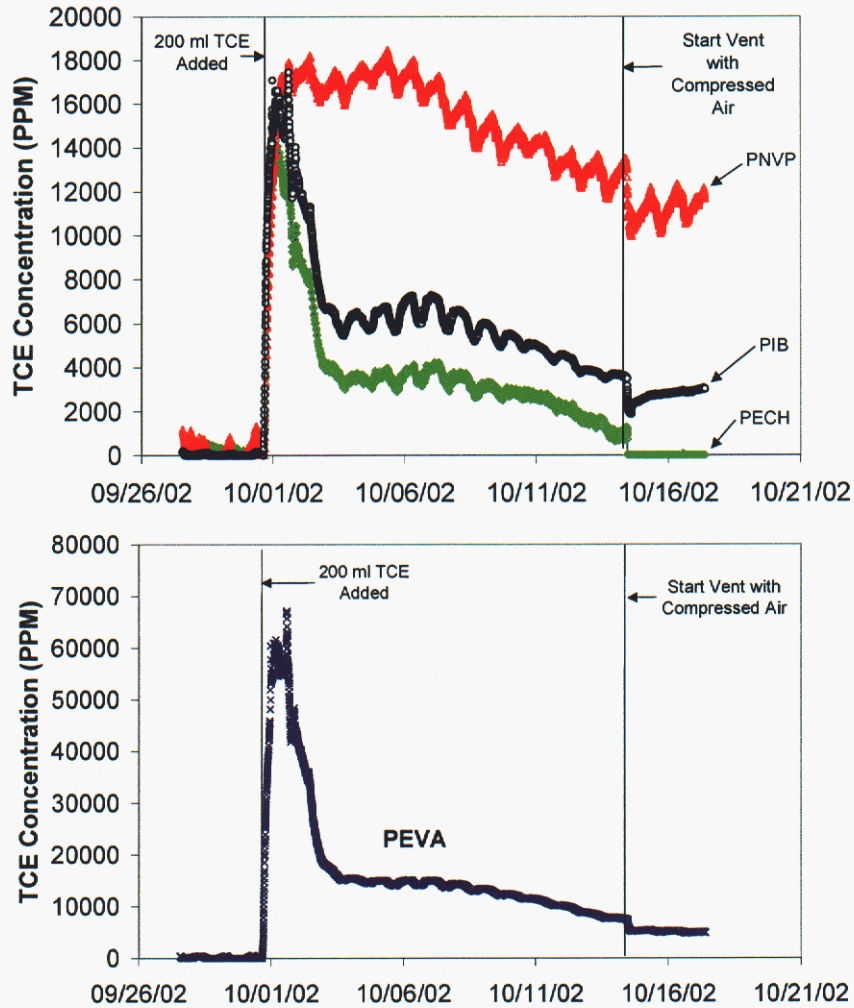 TCE Concentration (PPM)
20000
18000
16000
14000
12000
10000
8000
6000
4000
2000
0
200 ml TCE
Added
Start Vent
with
Compressed
Air
PNVP
PIB
PECH
09/26/02 10/01/02 10/06/02 10/11/02 10/16/02 10/21/02
TCE Concentration (PPM)
80000
70000
60000
50000
40000
30000
20000
10000
0
200 ml TCE
Added
Start Vent with
Compressed Air
PEVA
09/26/02 10/01/02 10/06/02 10/11/02 10/16/02 10/21/02